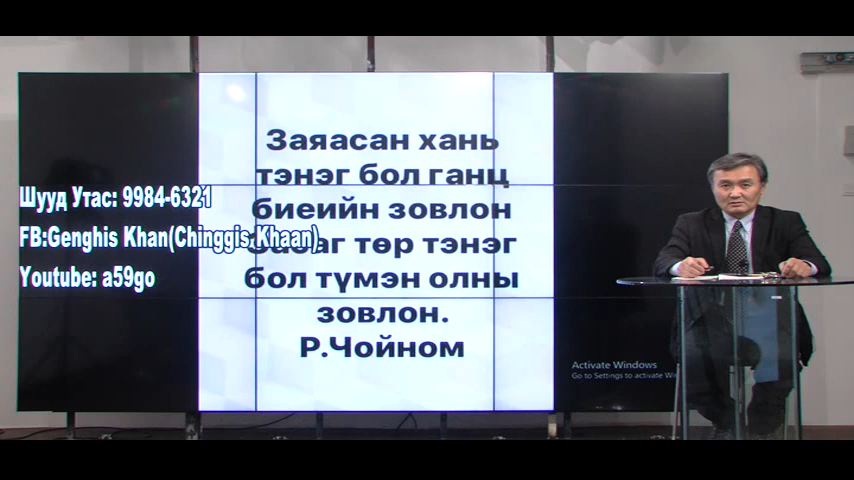 Заяасан хань
тэнэг бол ганц
биеийн зовлон
төр тэнэг
бол түмэн олны
зовлон.
Р.Чойном
Шууд Утас: 9984-6321
FB:Genghis Khan(Chinggis Khaan)
Youtube: a59go
Activate Windows
Go to Settings to activate